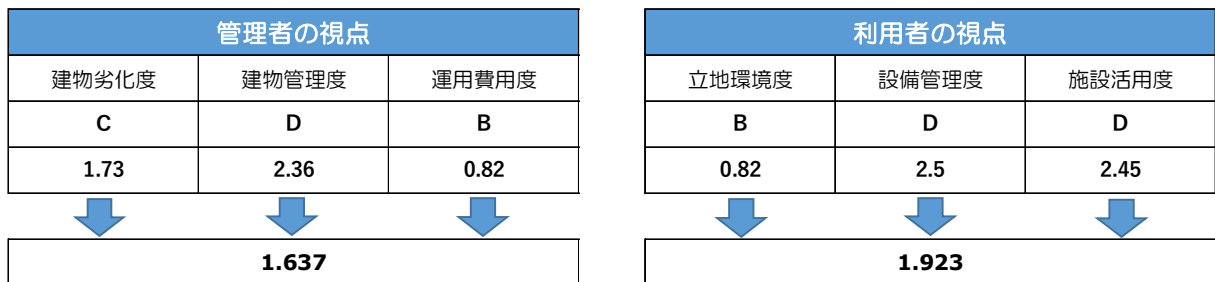 管理者の視点
建物劣化度 建物管理度 運用費用度
C D B
1.73 2.36 0.82
1.637
利用者の視点
立地環境度 設備管理度 施設活用度
B D D
0.82 2.5 2.45
1.923